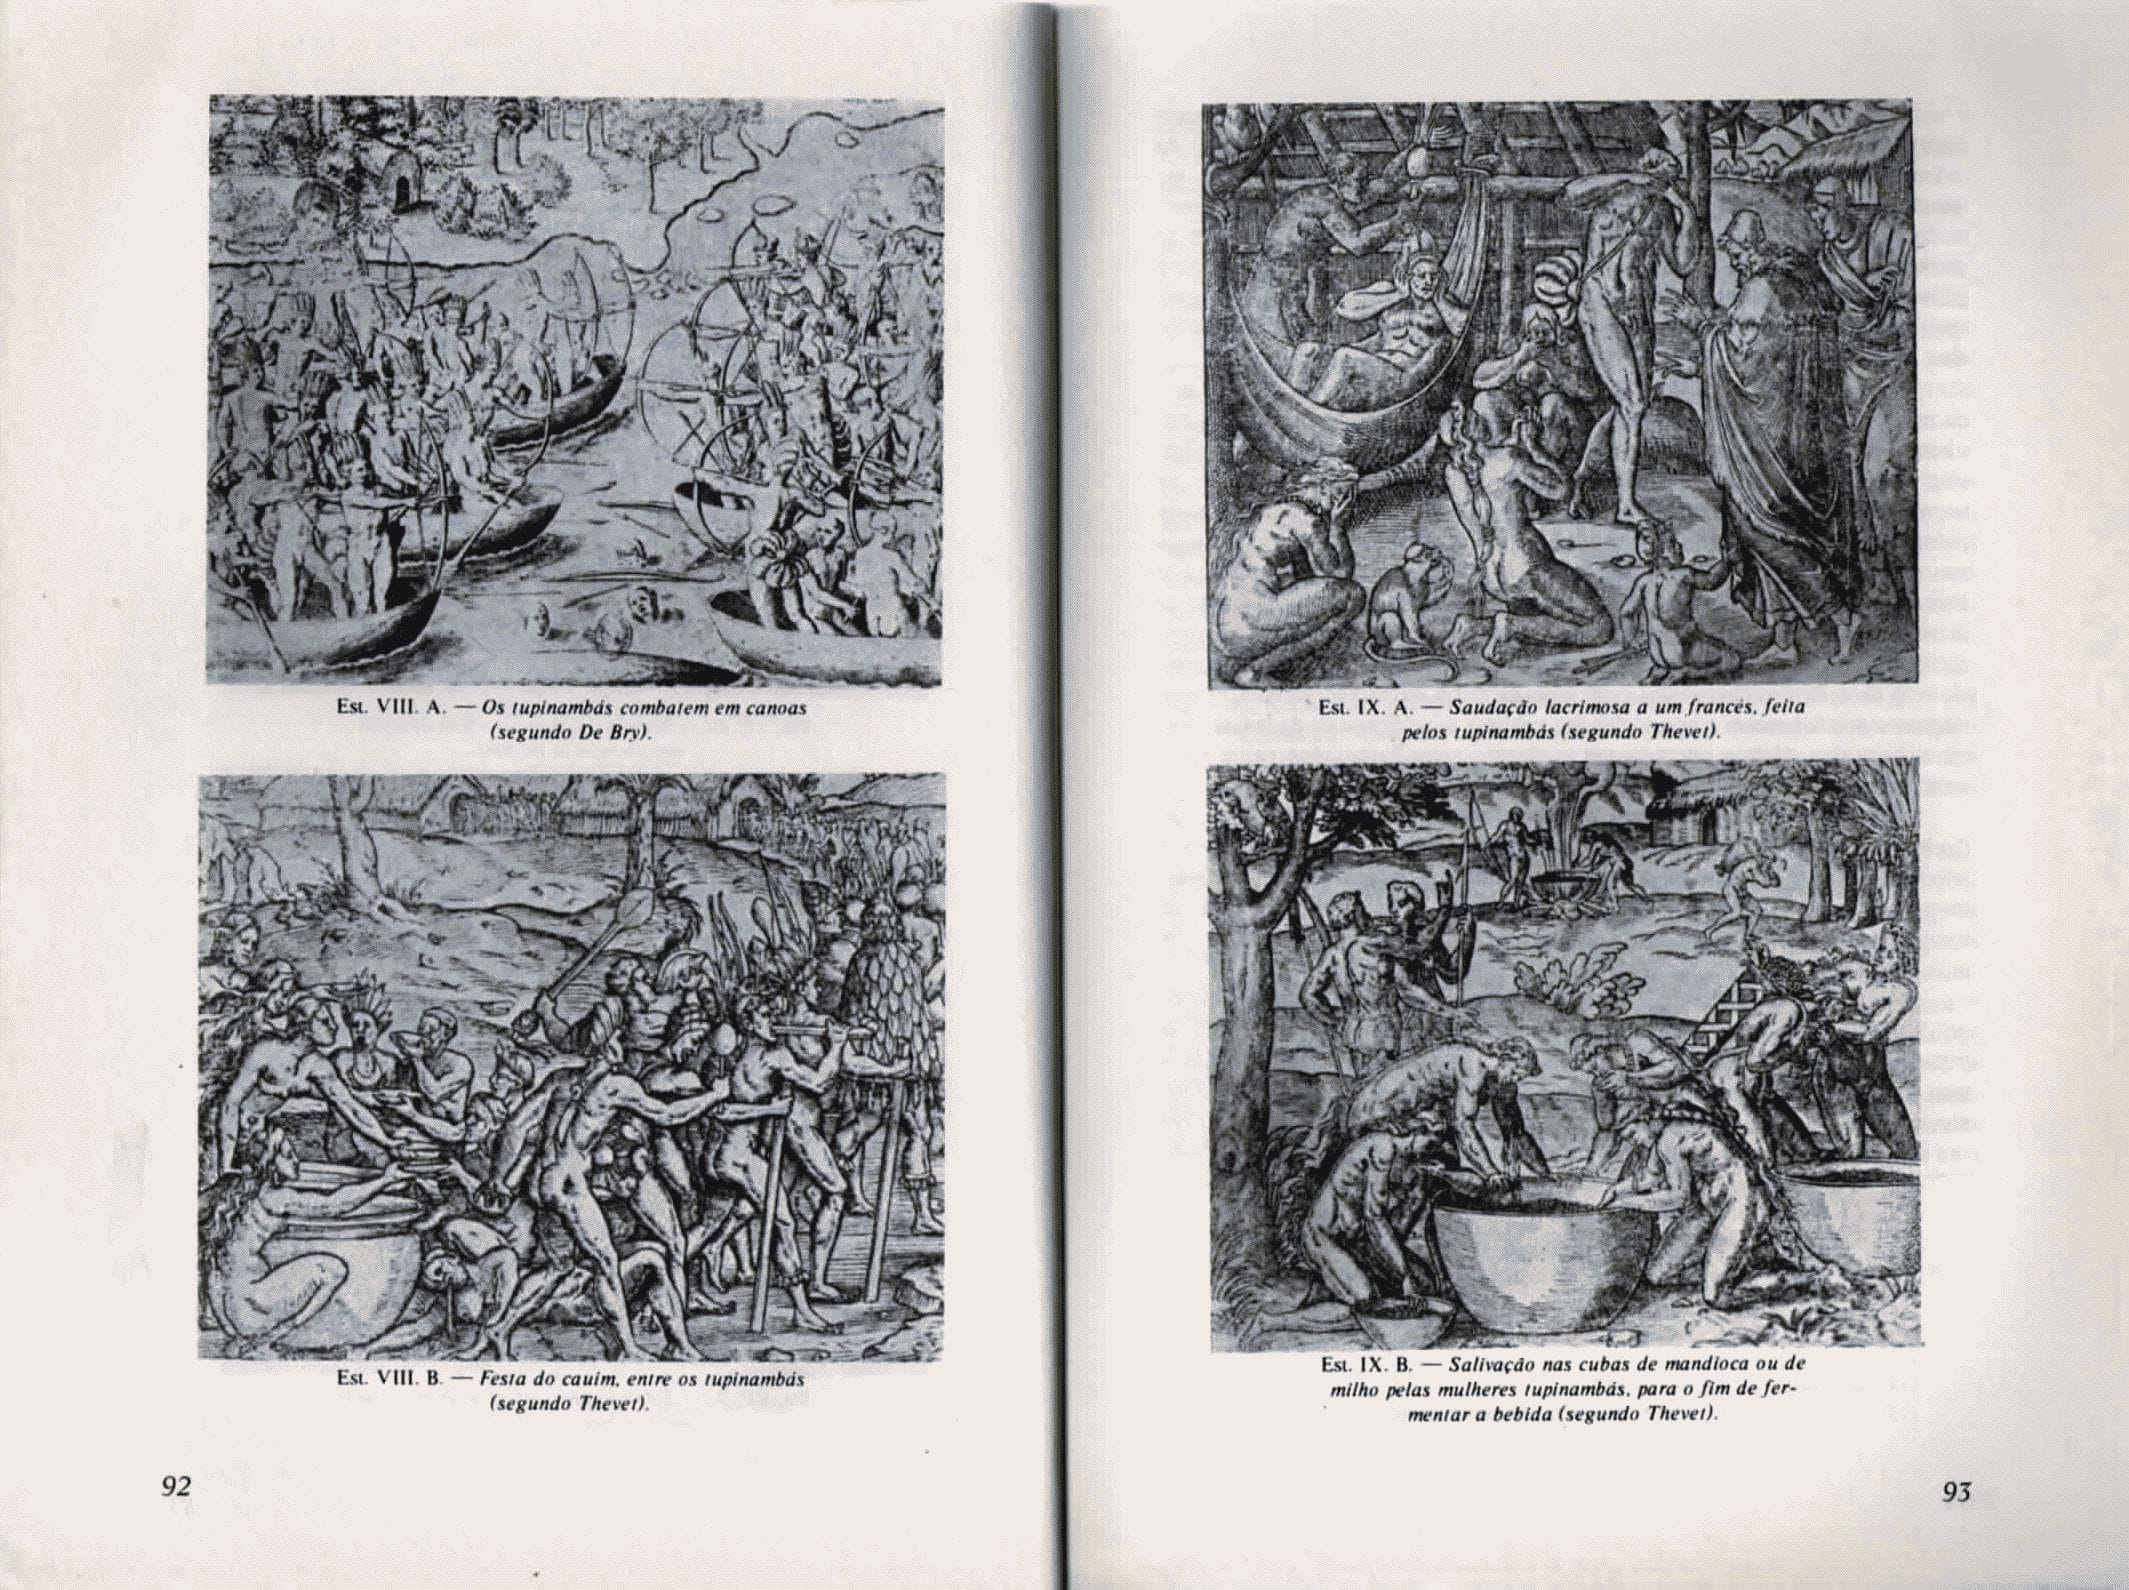 Est. VIII. A. — Os tupinambás combatem em canoas
(segundo De Bry).
Est. VIII. B. — Festa do cauim, entre os tupinambás
(segundo Thevet).
92
Est. IX. A. — Saudação lacrimosa a um francês, feita
pelos tupinambás (segundo Thevet).
Est. IX. B. — Salivação nas cubas de mandioca ou de
milho pelas mulheres tupinambás, para o fim de fer-
mentar a bebida (segundo Thevet).
93